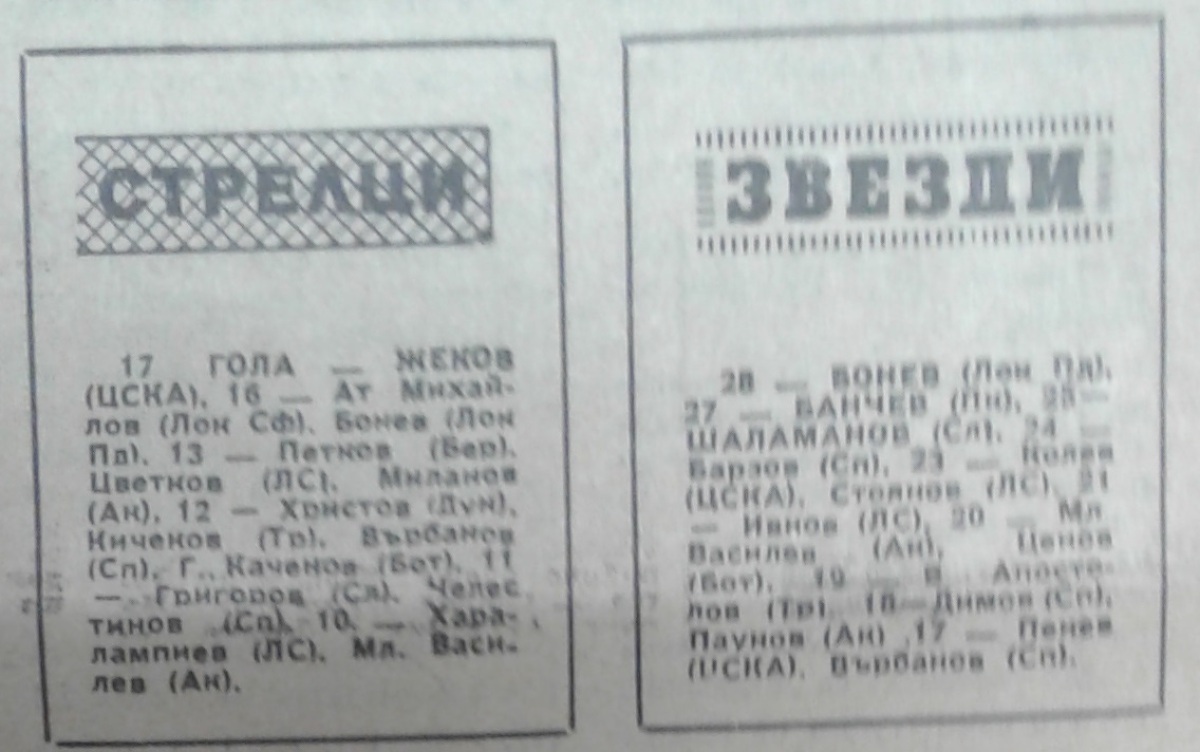 СТРЕЛЦИ
17 ГОЛА — ЖЕКОВ
(ЦСКА), 16 — Ат Михай-
лов (Лок Сф), Бонев (Лок
Пд), 13 — Петков (Бер),
Цветков (ЛС), Миланов
(Ак), 12 — Христов (Дун),
Кичеков (Тр), Върбанов
(Сп), Г. Каченов (Бот), 11
— Григоров (Сл), Челес
тинов (Сп), 10 — Хара-
лампиев (ЛС), Мл. Васи-
лев (Ак).
ЗВЕЗДИ
28 — БОНЕВ (Лок Пд),
27 — БАНЧЕВ (Пн),
ШАЛАМАНОВ (Сл), 24 —
Барзов (Сп), 23 — Колев
(ЦСКА), Стоянов (ЛС), 21
— Ивков (ЛС), 20 — Мл.
Василев (Ак), Ценов
(Бот), 19 — В Апосто-
лов (Тр), 18 — Димов (Сп),
Паунов (Ак) ,17 — Пенев
(ЦСКА), Върбанов (Сп).